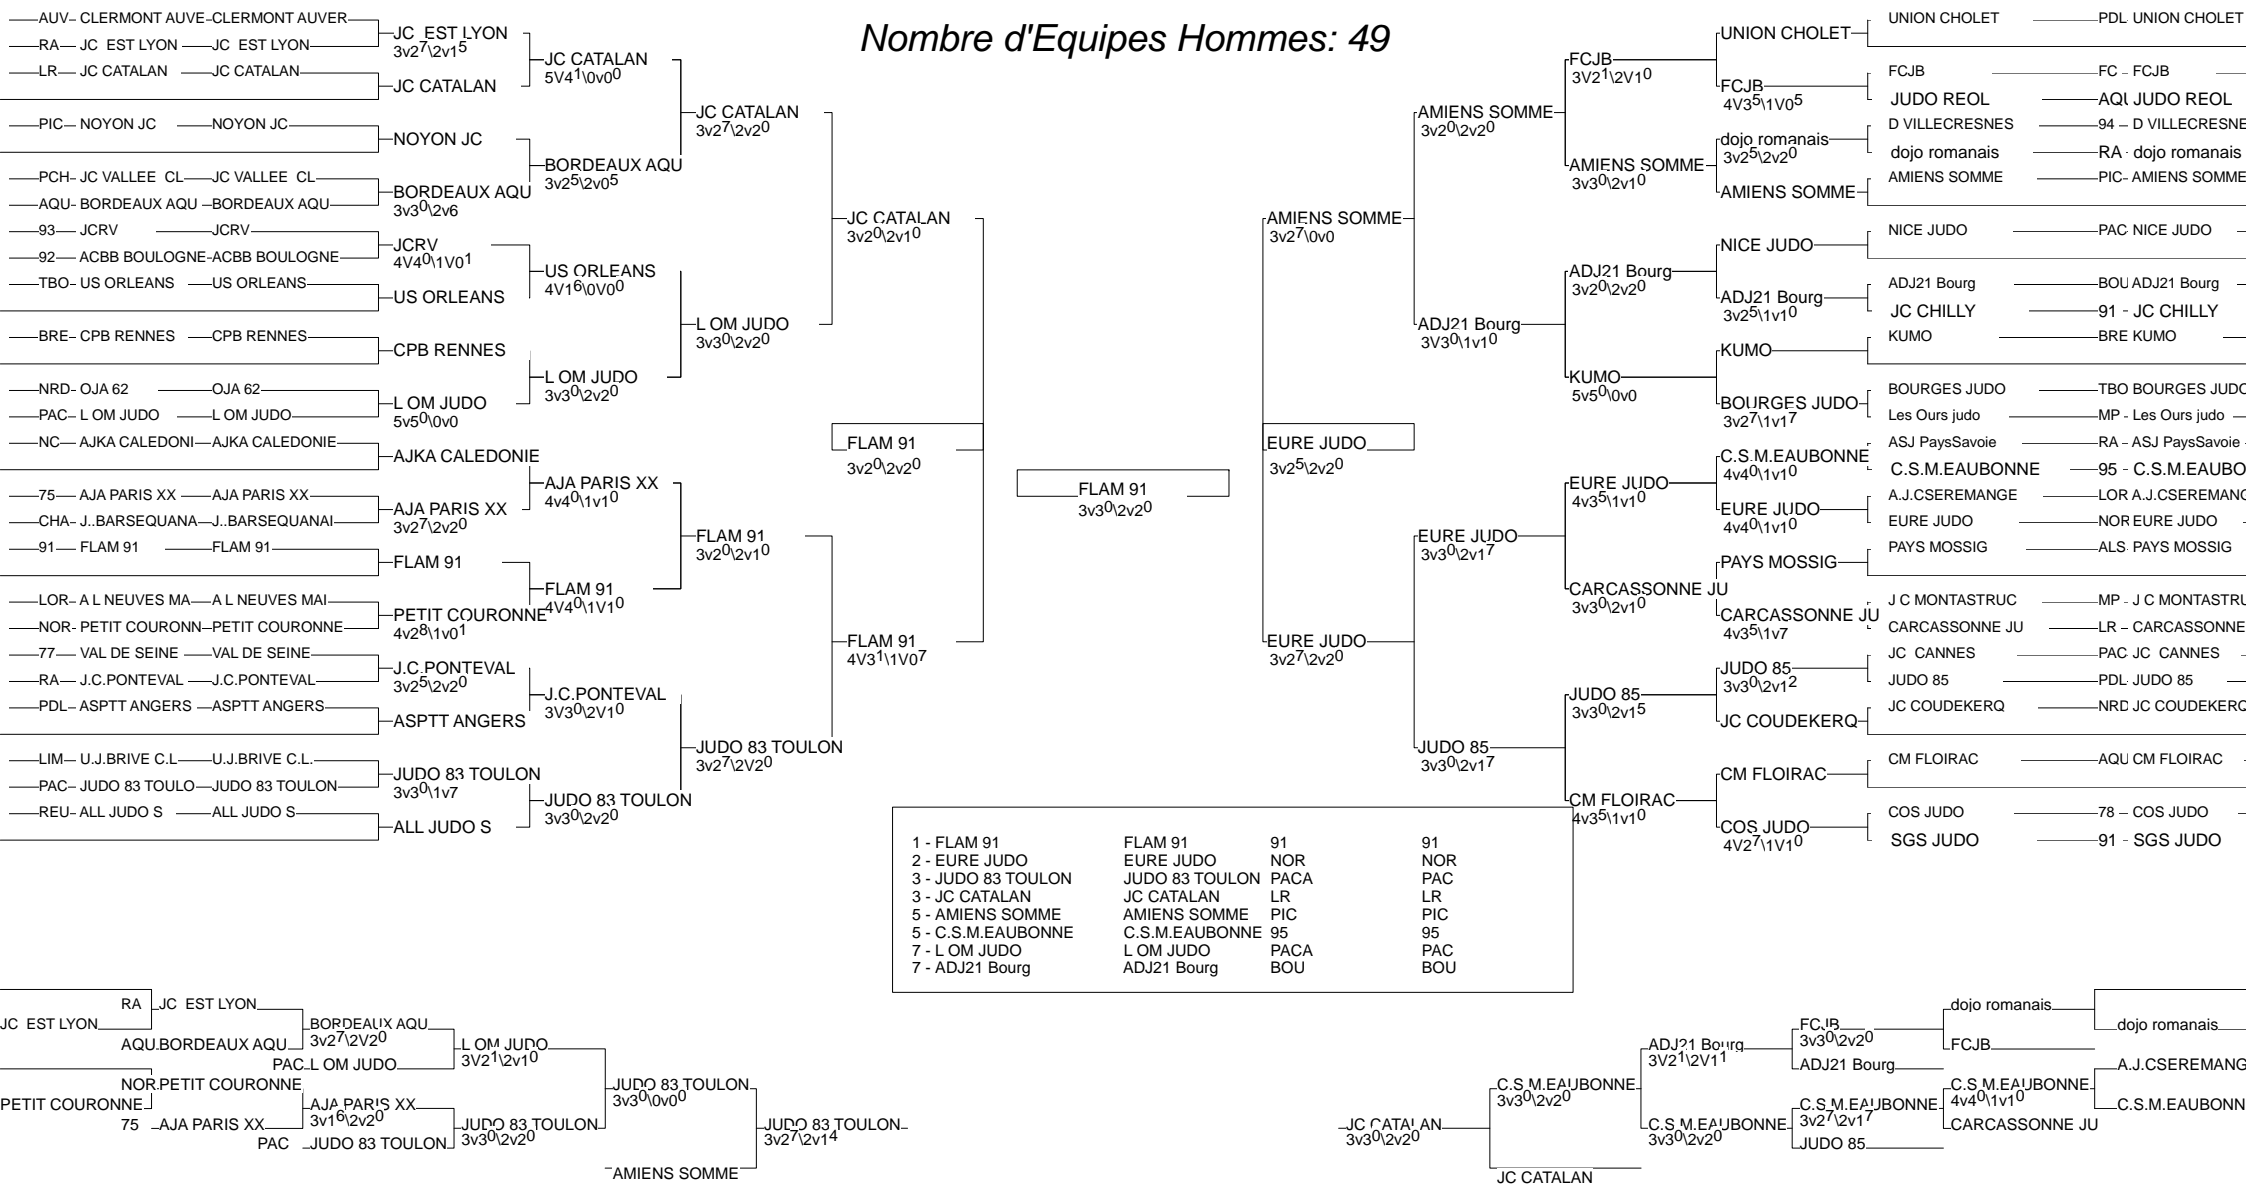 Nombre d'Equipes Hommes: 49
AUV CLERMONT AUVE CLERMONT AUVER
RA JC EST LYON JC EST LYON
LR JC CATALAN JC CATALAN
PIC NOYON JC NOYON JC
PCH JC VALLEE CL JC VALLEE CL
AQU BORDEAUX AQU BORDEAUX AQU
93 JCRV JCRV
92 ACBB BOULOGNE ACBB BOULOGNE
TBO US ORLEANS US ORLEANS
BRE CPB RENNES CPB RENNES
NRD OJA 62 OJA 62
PAC L OM JUDO L OM JUDO
NC AJKA CALEDONI AJKA CALEDONIE
75 AJA PARIS XX AJA PARIS XX
CHA J..BARSEQUANA J..BARSEQUANAI
91 FLAM 91 FLAM 91
LOR A L NEUVES MA A L NEUVES MAI
NOR PETIT COURONN PETIT COURONNE
77 VAL DE SEINE VAL DE SEINE
RA J.C.PONTEVAL J.C.PONTEVAL
PDL ASPTT ANGERS ASPTT ANGERS
LIM U.J.BRIVE C.L U.J.BRIVE C.L.
PAC JUDO 83 TOULO JUDO 83 TOULON
REU ALL JUDO S ALL JUDO S
JC EST LYON
3v27\2v15
JC CATALAN
NOYON JC
BORDEAUX AQU
3v30\2v6
JCRV
4V40\1V01
US ORLEANS
CPB RENNES
L OM JUDO
5v50\0v0
AJKA CALEDONIE
AJA PARIS XX
3v27\2v20
FLAM 91
PETIT COURONNE
4v28\1v01
J.C.PONTEVAL
3v25\2v20
ASPTT ANGERS
JUDO 83 TOULON
3v30\1v7
ALL JUDO S
JC CATALAN
5V41\0v00
BORDEAUX AQU
3v25\2v05
US ORLEANS
4V16\0V00
L OM JUDO
3v30\2v20
AJA PARIS XX
4v40\1v10
FLAM 91
4V40\1V10
J.C.PONTEVAL
3V30\2V10
JUDO 83 TOULON
3v30\2v20
JC CATALAN
3v27\2v20
L OM JUDO
3v30\2v20
FLAM 91
3v20\2v10
JUDO 83 TOULON
3v27\2V20
JC CATALAN
3v20\2v10
FLAM 91
3v20\2v20
FLAM 91
4V31\1V07
FLAM 91
3v30\2v20
AMIENS SOMME
3v27\0v0
EURE JUDO
3v25\2v20
EURE JUDO
3v27\2v20
AMIENS SOMME
3v20\2v20
ADJ21 Bourg
3V30\1v10
EURE JUDO
3v30\2v17
JUDO 85
3v30\2v17
FCJB
3V21\2V10
AMIENS SOMME
3v30\2v10
ADJ21 Bourg
3v20\2v20
KUMO
5v50\0v0
EURE JUDO
4v35\1v10
CARCASSONNE JU
3v30\2v10
JUDO 85
3v30\2v15
CM FLOIRAC
4v35\1v10
UNION CHOLET
FCJB
4V35\1V05
dojo romanais
3v25\2v20
AMIENS SOMME
NICE JUDO
ADJ21 Bourg
3v25\1v10
KUMO
BOURGES JUDO
3v27\1v17
C.S.M.EAUBONNE
4v40\1v10
EURE JUDO
4v40\1v10
PAYS MOSSIG
CARCASSONNE JU
4v35\1v7
JUDO 85
3v30\2v12
JC COUDEKERQ
CM FLOIRAC
COS JUDO
4V27\1V10
UNION CHOLET PDL UNION CHOLET
FCJB FC FCJB
JUDO REOL AQU JUDO REOL
D VILLECRESNES 94 D VILLECRESNE
dojo romanais RA dojo romanais
AMIENS SOMME PIC AMIENS SOMME
NICE JUDO PAC NICE JUDO
ADJ21 Bourg BOU ADJ21 Bourg
JC CHILLY 91 JC CHILLY
KUMO BRE KUMO
BOURGES JUDO TBO BOURGES JUDO
Les Ours judo MP Les Ours judo
ASJ PaysSavoie RA ASJ PaysSavoie
C.S.M.EAUBONNE 95 C.S.M.EAUBO
A.J.CSEREMANGE LOR A.J.CSEREMANG
EURE JUDO NOR EURE JUDO
PAYS MOSSIG ALS PAYS MOSSIG
J C MONTASTRUC MP J C MONTASTRU
CARCASSONNE JU LR CARCASSONNE
JC CANNES PAC JC CANNES
JUDO 85 PDL JUDO 85
JC COUDEKERQ NRD JC COUDEKERQ
CM FLOIRAC AQU CM FLOIRAC
COS JUDO 78 COS JUDO
SGS JUDO 91 SGS JUDO
1 - FLAM 91 FLAM 91 91 91
2 - EURE JUDO EURE JUDO NOR NOR
3 - JUDO 83 TOULON JUDO 83 TOULON PACA PAC
3 - JC CATALAN JC CATALAN LR LR
5 - AMIENS SOMME AMIENS SOMME PIC PIC
5 - C.S.M.EAUBONNE C.S.M.EAUBONNE 95 95
7 - L OM JUDO L OM JUDO PACA PAC
7 - ADJ21 Bourg ADJ21 Bourg BOU BOU
JC EST LYON
PETIT COURONNE
RA JC EST LYON
AQU BORDEAUX AQU
NOR PETIT COURONNE
75 AJA PARIS XX
BORDEAUX AQU
3v27\2V20
PAC L OM JUDO
AJA PARIS XX
3v16\2v20
PAC JUDO 83 TOULON
L OM JUDO
3V21\2v10
JUDO 83 TOULON
3v30\2v20
JUDO 83 TOULON
3v30\0v00
AMIENS SOMME
JUDO 83 TOULON
3v27\2v14
JC CATALAN
3v30\2v20
C.S.M.EAUBONNE
3v30\2v20
JC CATALAN
ADJ21 Bourg
3V21\2V11
C.S.M.EAUBONNE
3v30\2v20
FCJB
3v30\2v20
ADJ21 Bourg
C.S.M.EAUBONNE
3v27\2v17
JUDO 85
dojo romanais
FCJB
C.S.M.EAUBONNE
4v40\1v10
CARCASSONNE JU
dojo romanais
A.J.CSEREMANG
C.S.M.EAUBONN